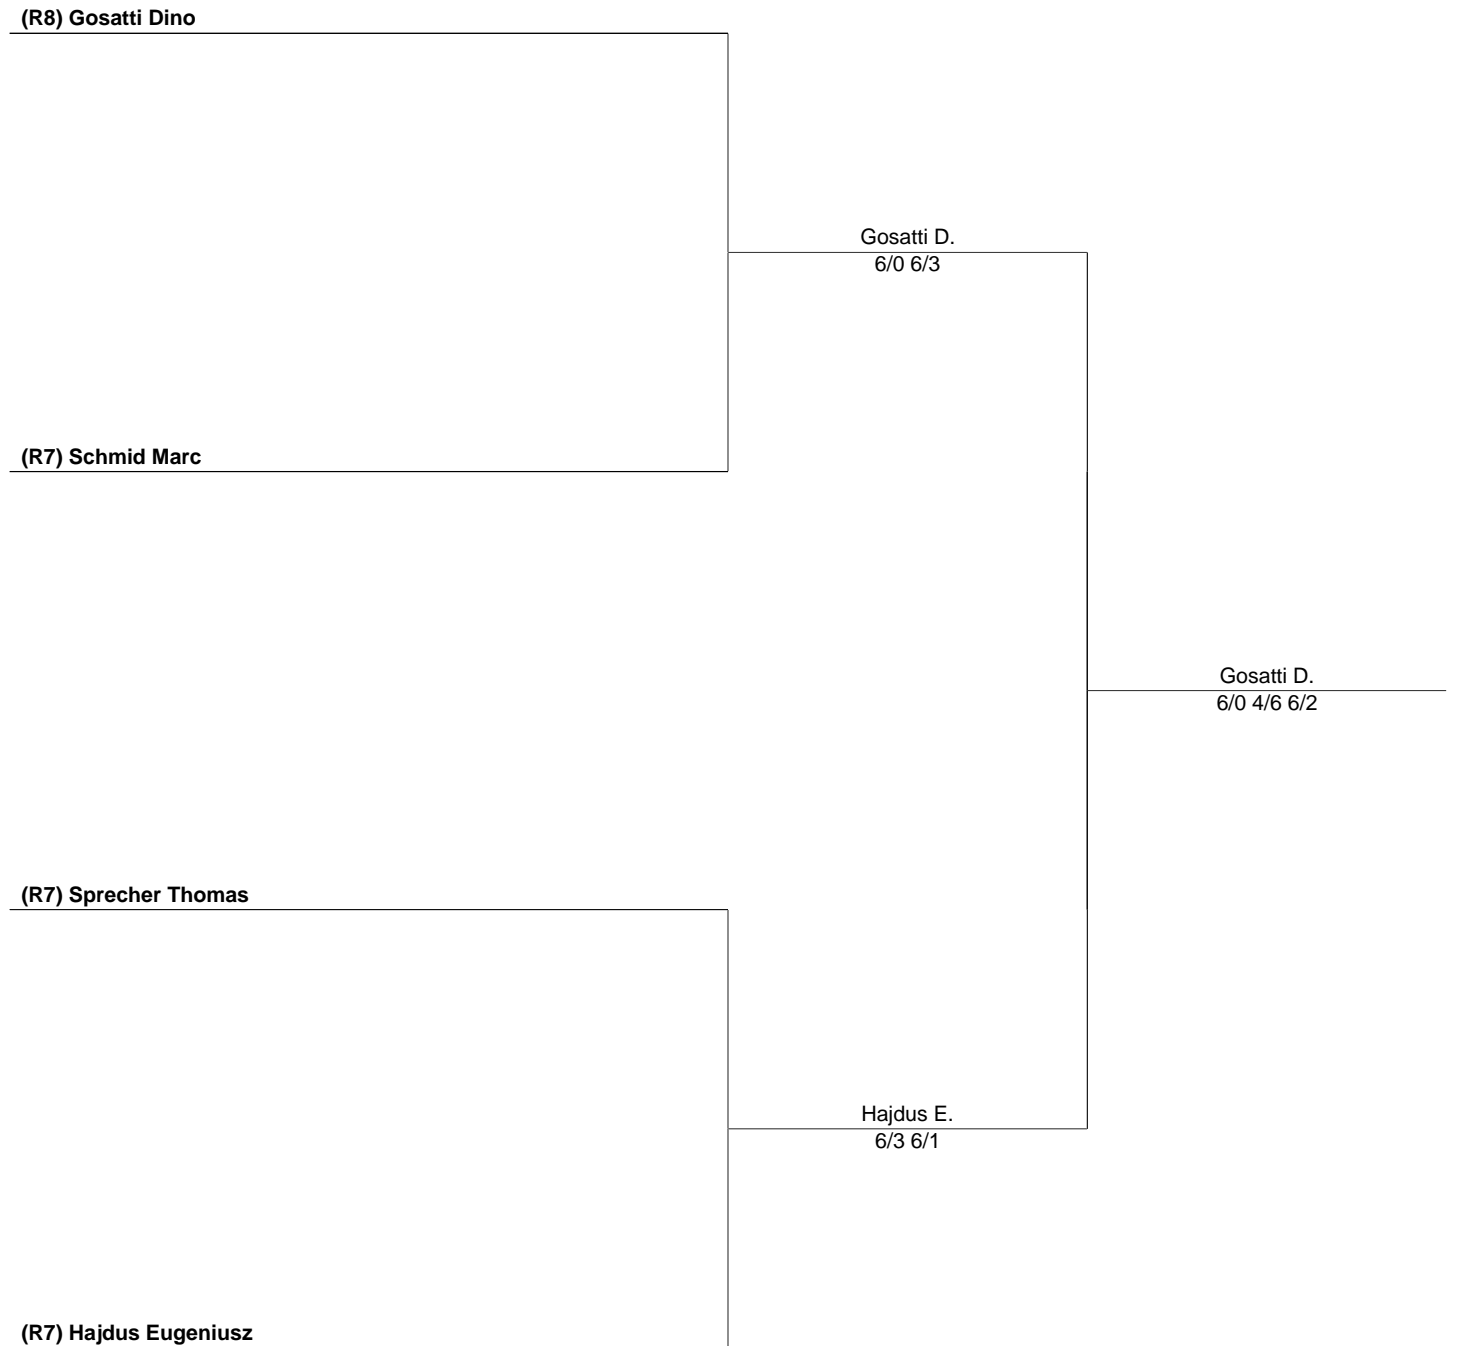 (R8) Gosatti Dino
Gosatti D.
6/0 6/3
(R7) Schmid Marc
Gosatti D.
6/0 4/6 6/2
(R7) Sprecher Thomas
Hajdus E.
6/3 6/1
(R7) Hajdus Eugeniusz